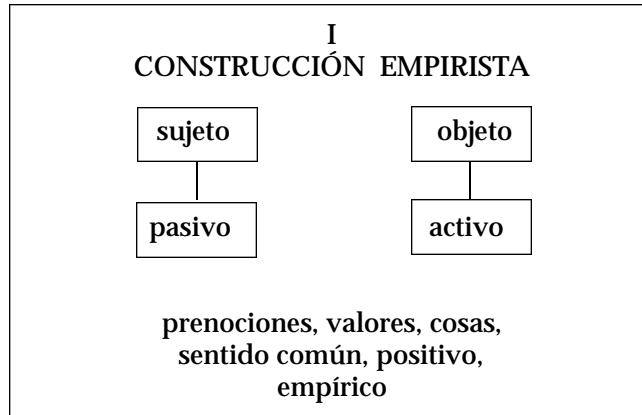 I
CONSTRUCCIÓN EMPIRISTA
sujeto objeto
pasivo activo
prenociones, valores, cosas,
sentido común, positivo,
empírico